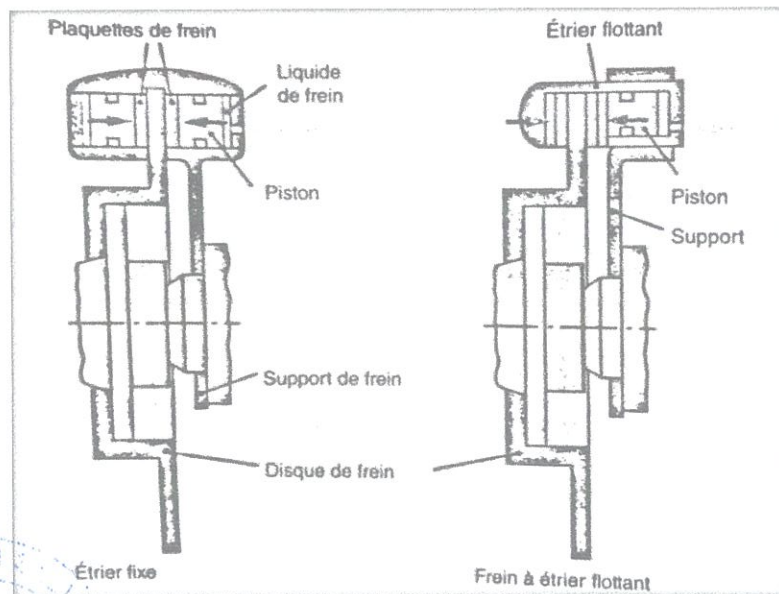 Plaquettes de frein
Liquide
de frein
Piston
Support de frein
Disque de frein
Étrier fixe
Étrier flottant
Piston
Support
Frein à étrier flottant